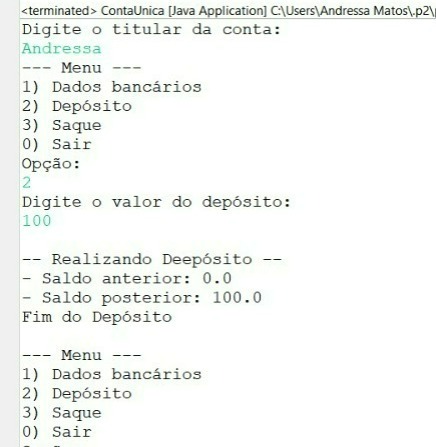 <terminated> ContaUnica [Java Application] C:\Users\Andressa Matos\.p2\
Digite o titular da conta:
Andressa
--- Menu ---
1) Dados bancários
2) Depósito
3) Saque
0) Sair
Opção:
2
Digite o valor do depósito:
100
-- Realizando Deepósito --
- Saldo anterior: 0.0
- Saldo posterior: 100.0
Fim do Depósito
--- Menu ---
1) Dados bancários
2) Depósito
3) Saque
0) Sair